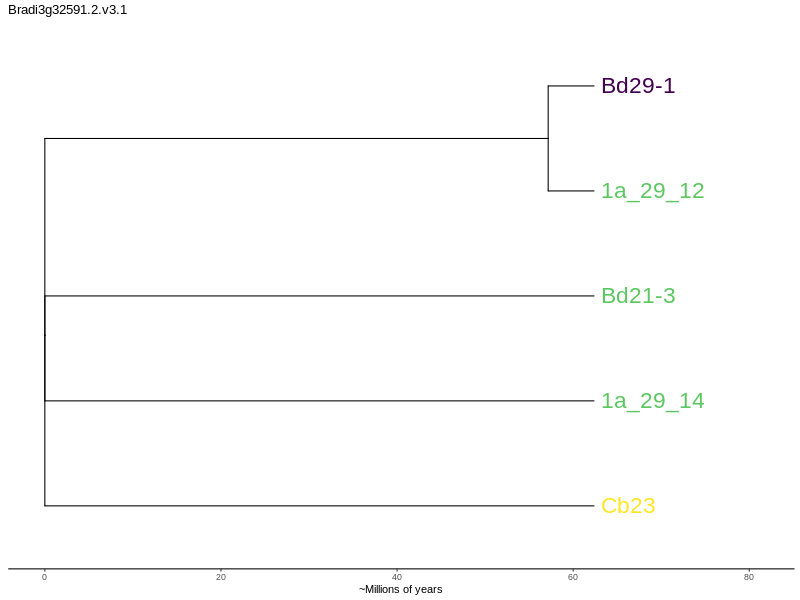 Bradi3g32591.2.v3.1
Bd29-1
1a_29_12
Bd21-3
1a_29_14
Cb23
0 20 40 60 80
~Millions of years